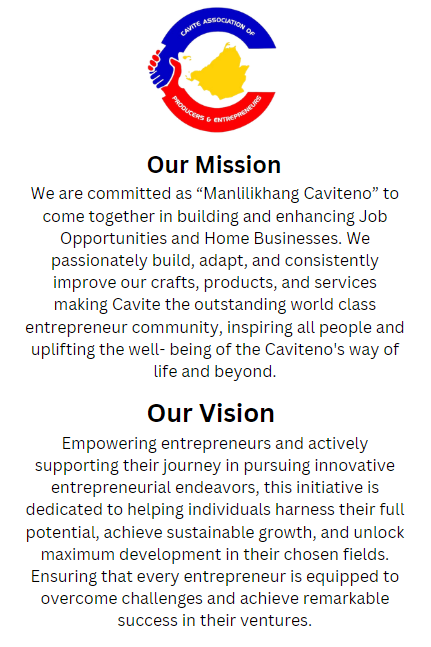 CAVITE ASSOCIATION OF
PRODUCERS & ENTREPRENEURS
Our Mission
We are committed as “Manlilikhang Caviteno” to
come together in building and enhancing Job
Opportunities and Home Businesses. We
passionately build, adapt, and consistently
improve our crafts, products, and services
making Cavite the outstanding world class
entrepreneur community, inspiring all people and
uplifting the well- being of the Caviteno's way of
life and beyond.
Our Vision
Empowering entrepreneurs and actively
supporting their journey in pursuing innovative
entrepreneurial endeavors, this initiative is
dedicated to helping individuals harness their full
potential, achieve sustainable growth, and unlock
maximum development in their chosen fields.
Ensuring that every entrepreneur is equipped to
overcome challenges and achieve remarkable
success in their ventures.